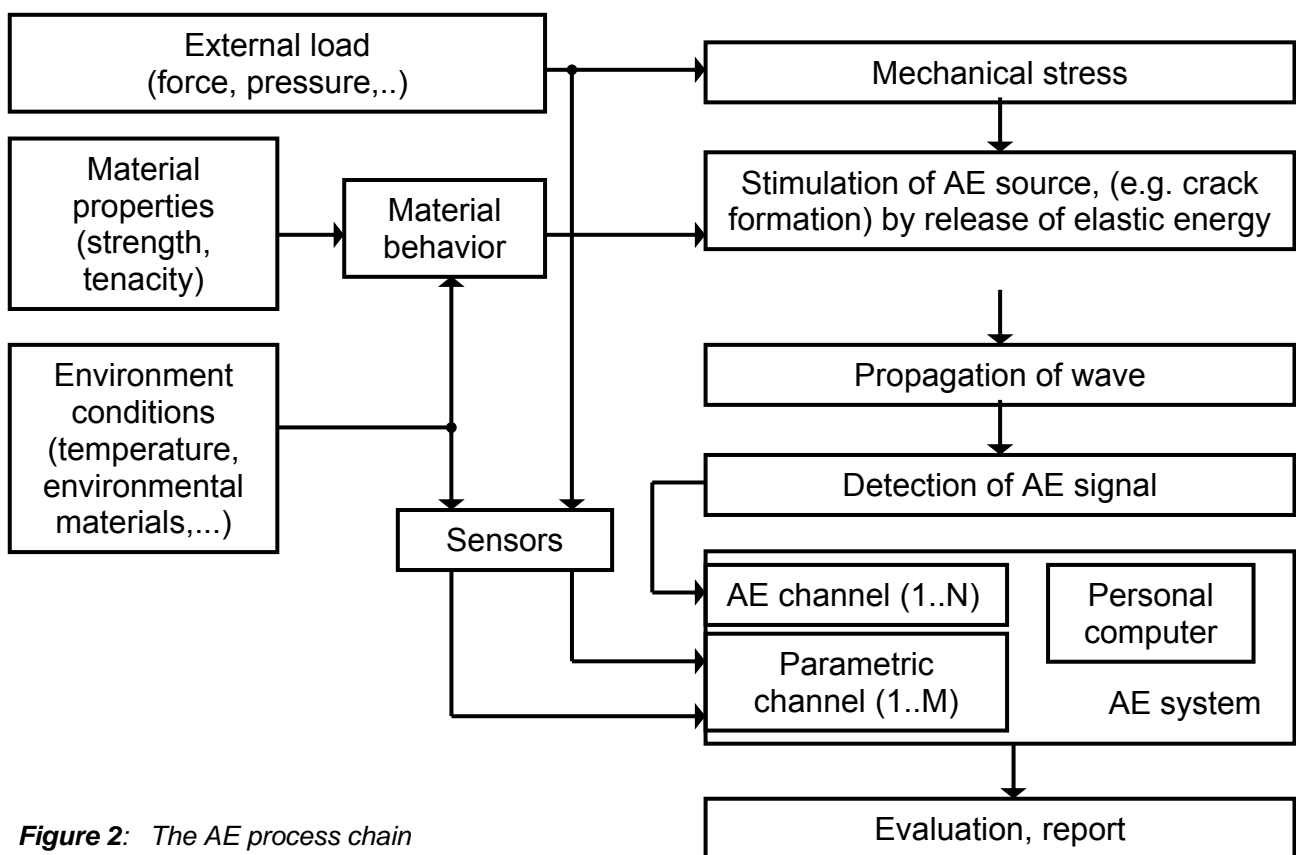 External load
(force, pressure,..)
Mechanical stress
Material
properties
(strength,
tenacity)
Material
behavior
Stimulation of AE source, (e.g. crack
formation) by release of elastic energy
Environment
conditions
(temperature,
environmental
materials,...)
Propagation of wave
Detection of AE signal
Sensors
AE channel (1..N)
Personal
computer
Parametric
channel (1..M)
AE system
Evaluation, report
Figure 2: The AE process chain